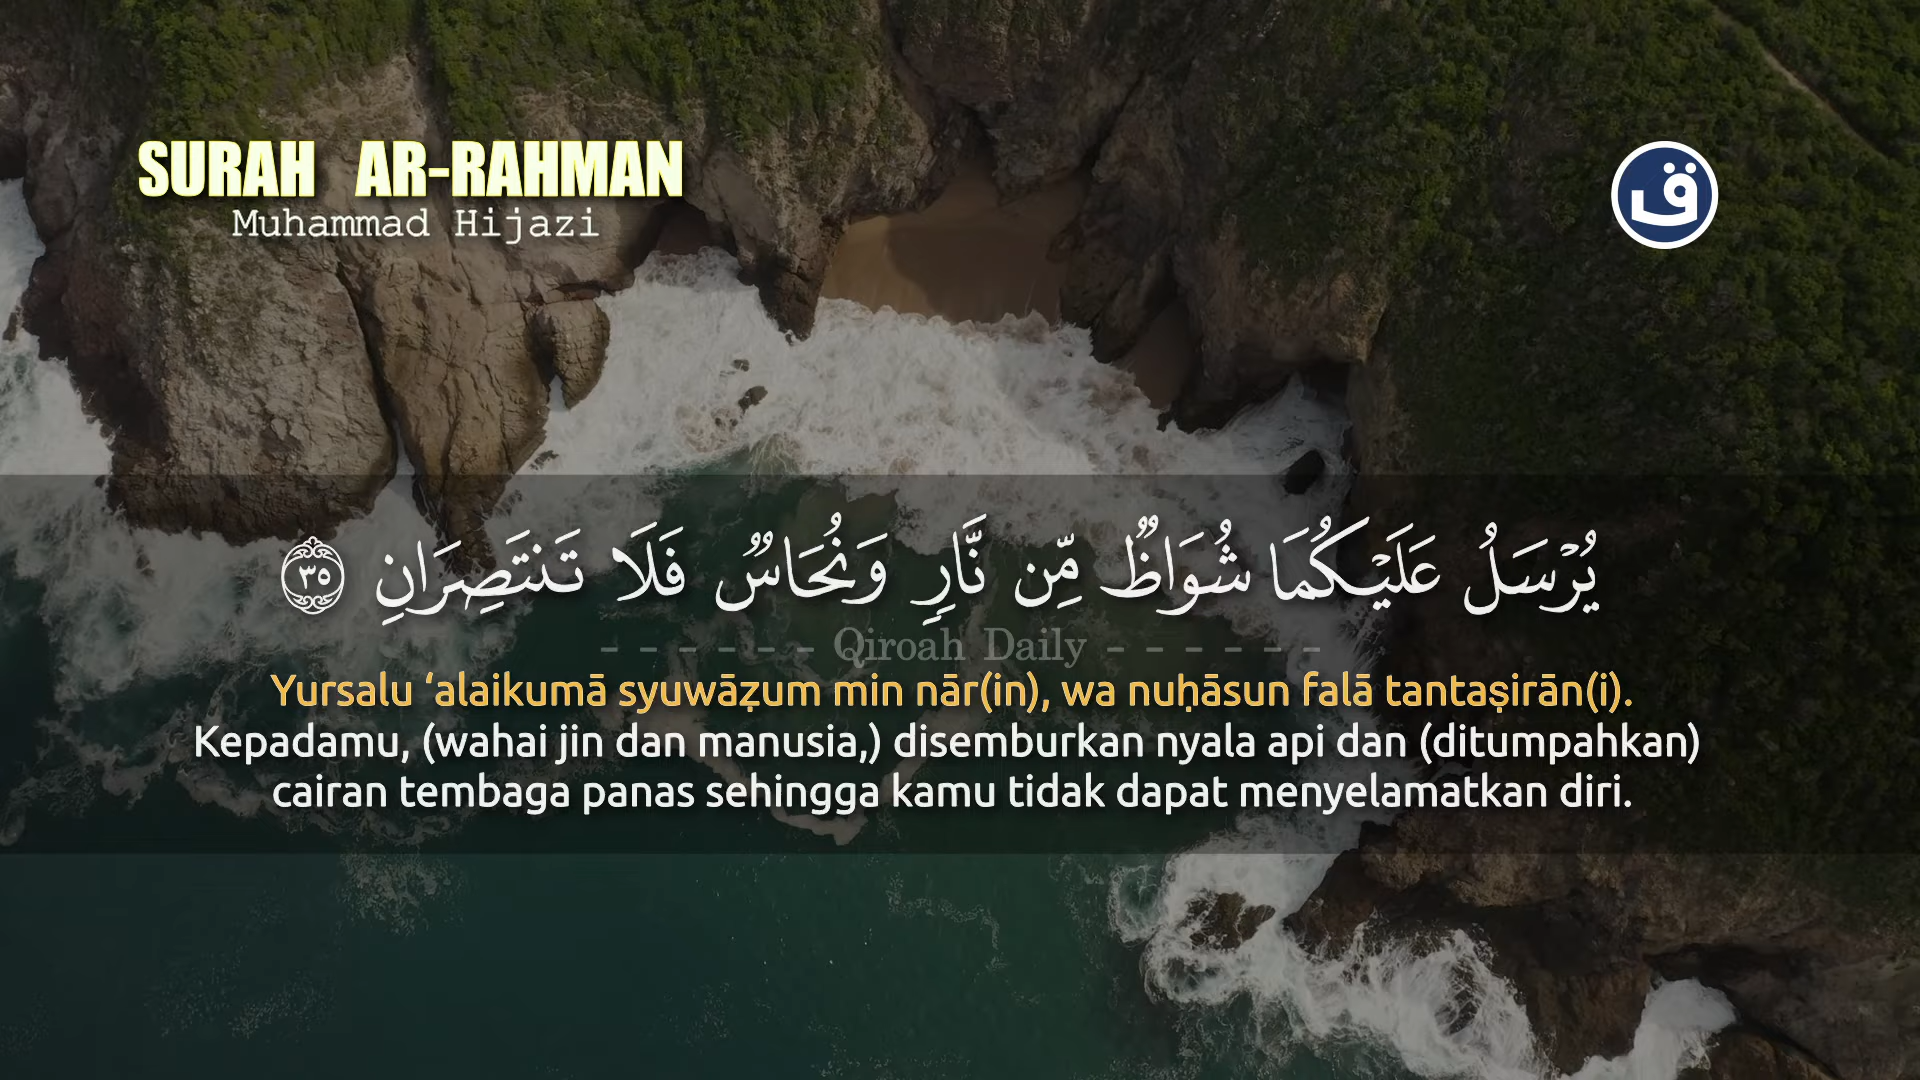 SURAH AR-RAHMAN
Muhammad Hijazi
ق
يُرْسَلُ عَلَيْكُمَا شُوَاظٌ مِّن نَّارٍ وَنُحَاسٌ فَلَا تَنتَصِرَانِ ٣٥
- - - - - - Qiroah Daily - - - - - -
Yursalu ‘alaikumā syuwāẓum min nār(in), wa nuḥāsun falā tantaṣirān(i).
Kepadamu, (wahai jin dan manusia,) disemburkan nyala api dan (ditumpahkan)
cairan tembaga panas sehingga kamu tidak dapat menyelamatkan diri.